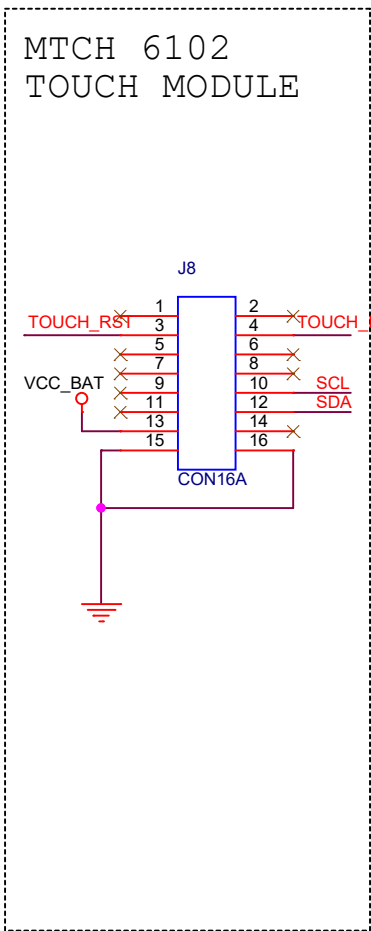 MTCH 6102
TOUCH MODULE
J8
1 2
TOUCH_RST 3 4 TOUCH_
5 6
7 8
VCC_BAT 9 10 SCL
11 12 SDA
13 14
15 16
CON16A